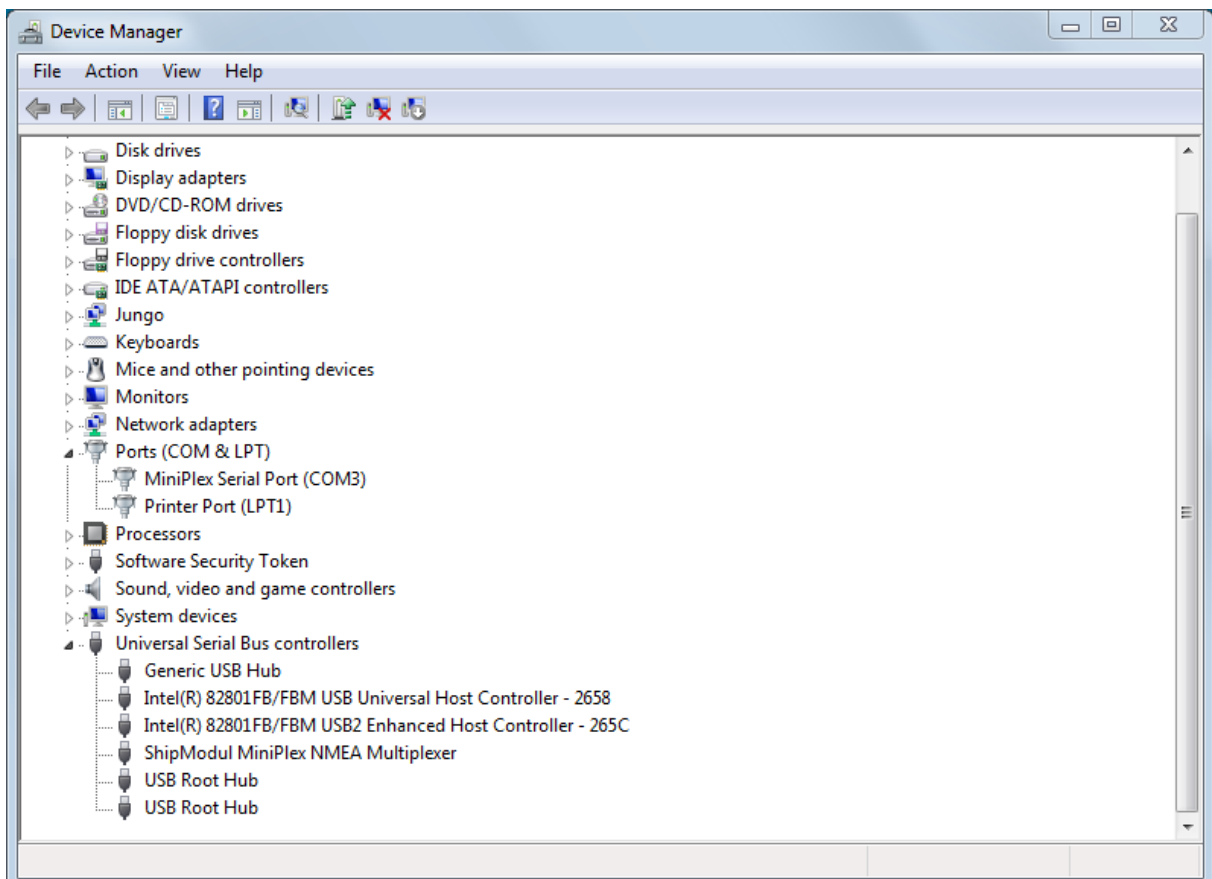 Device Manager
File Action View Help
Disk drives
Display adapters
DVD/CD-ROM drives
Floppy disk drives
Floppy drive controllers
IDE ATA/ATAPI controllers
Jungo
Keyboards
Mice and other pointing devices
Monitors
Network adapters
Ports (COM & LPT)
MiniPlex Serial Port (COM3)
Printer Port (LPT1)
Processors
Software Security Token
Sound, video and game controllers
System devices
Universal Serial Bus controllers
Generic USB Hub
Intel(R) 82801FB/FBM USB Universal Host Controller - 2658
Intel(R) 82801FB/FBM USB2 Enhanced Host Controller - 265C
ShipModul MiniPlex NMEA Multiplexer
USB Root Hub
USB Root Hub